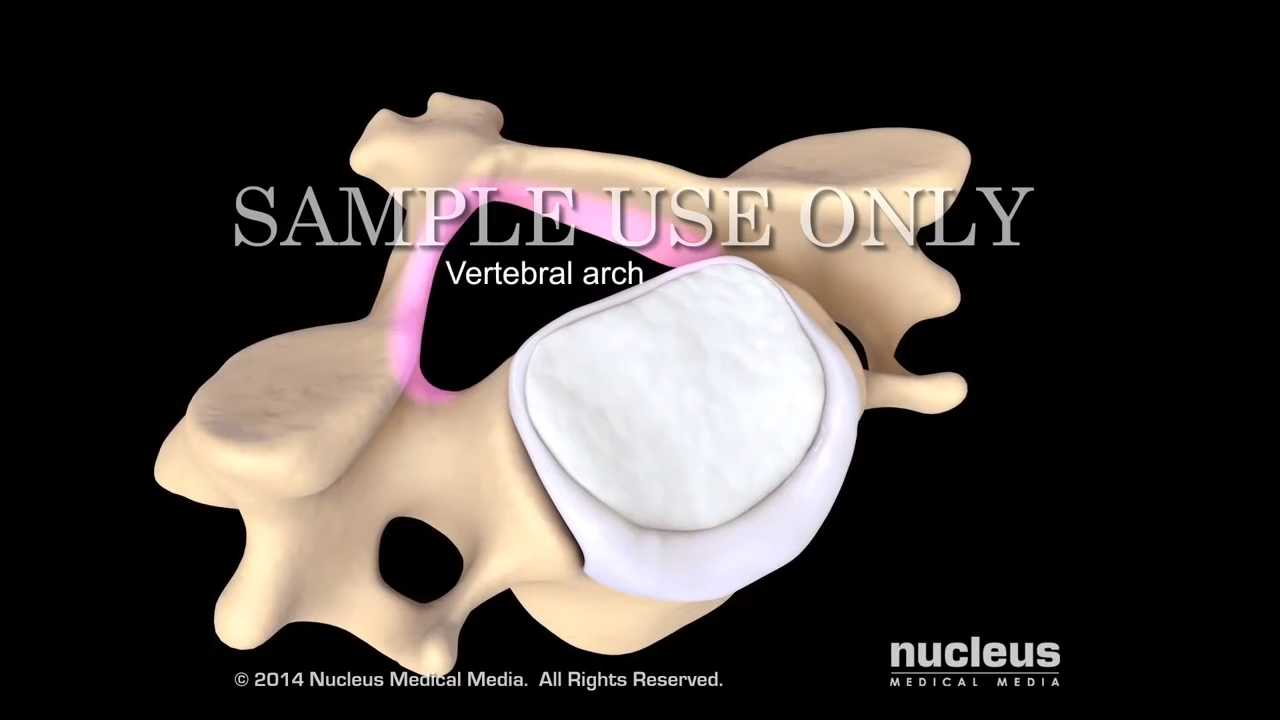 SAMPLE USE ONLY
Vertebral arch
nucleus
MEDICAL MEDIA
© 2014 Nucleus Medical Media. All Rights Reserved.